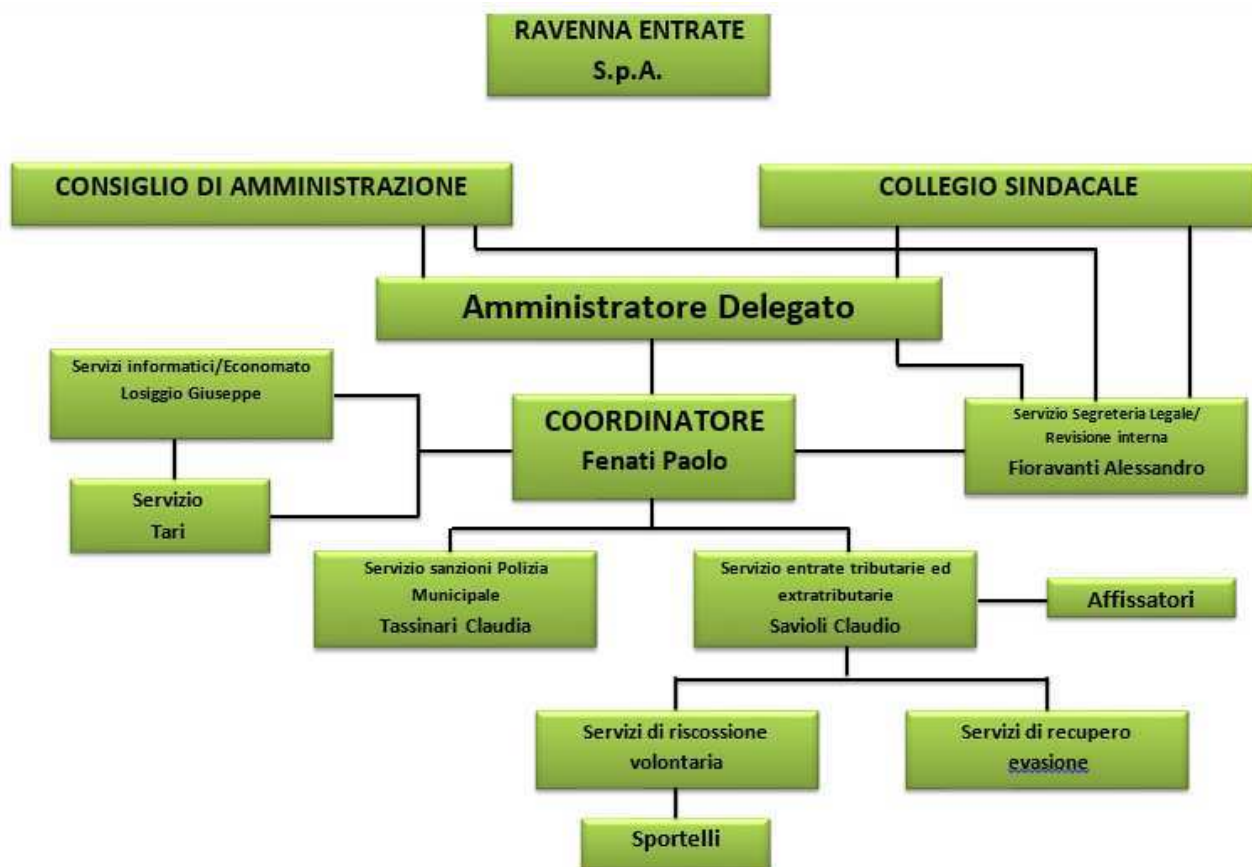 RAVENNA ENTRATE
S.p.A.
CONSIGLIO DI AMMINISTRAZIONE
COLLEGIO SINDACALE
Amministratore Delegato
Servizi informatici/Economato
Losiggio Giuseppe
COORDINATORE
Fenati Paolo
Servizio Segreteria Legale/
Revisione interna
Fioravanti Alessandro
Servizio
Tari
Servizio sanzioni Polizia
Municipale
Tassinari Claudia
Servizio entrate tributarie ed
extratributarie
Savioli Claudio
Affissatori
Servizi di riscossione
volontaria
Servizi di recupero
evasione
Sportelli